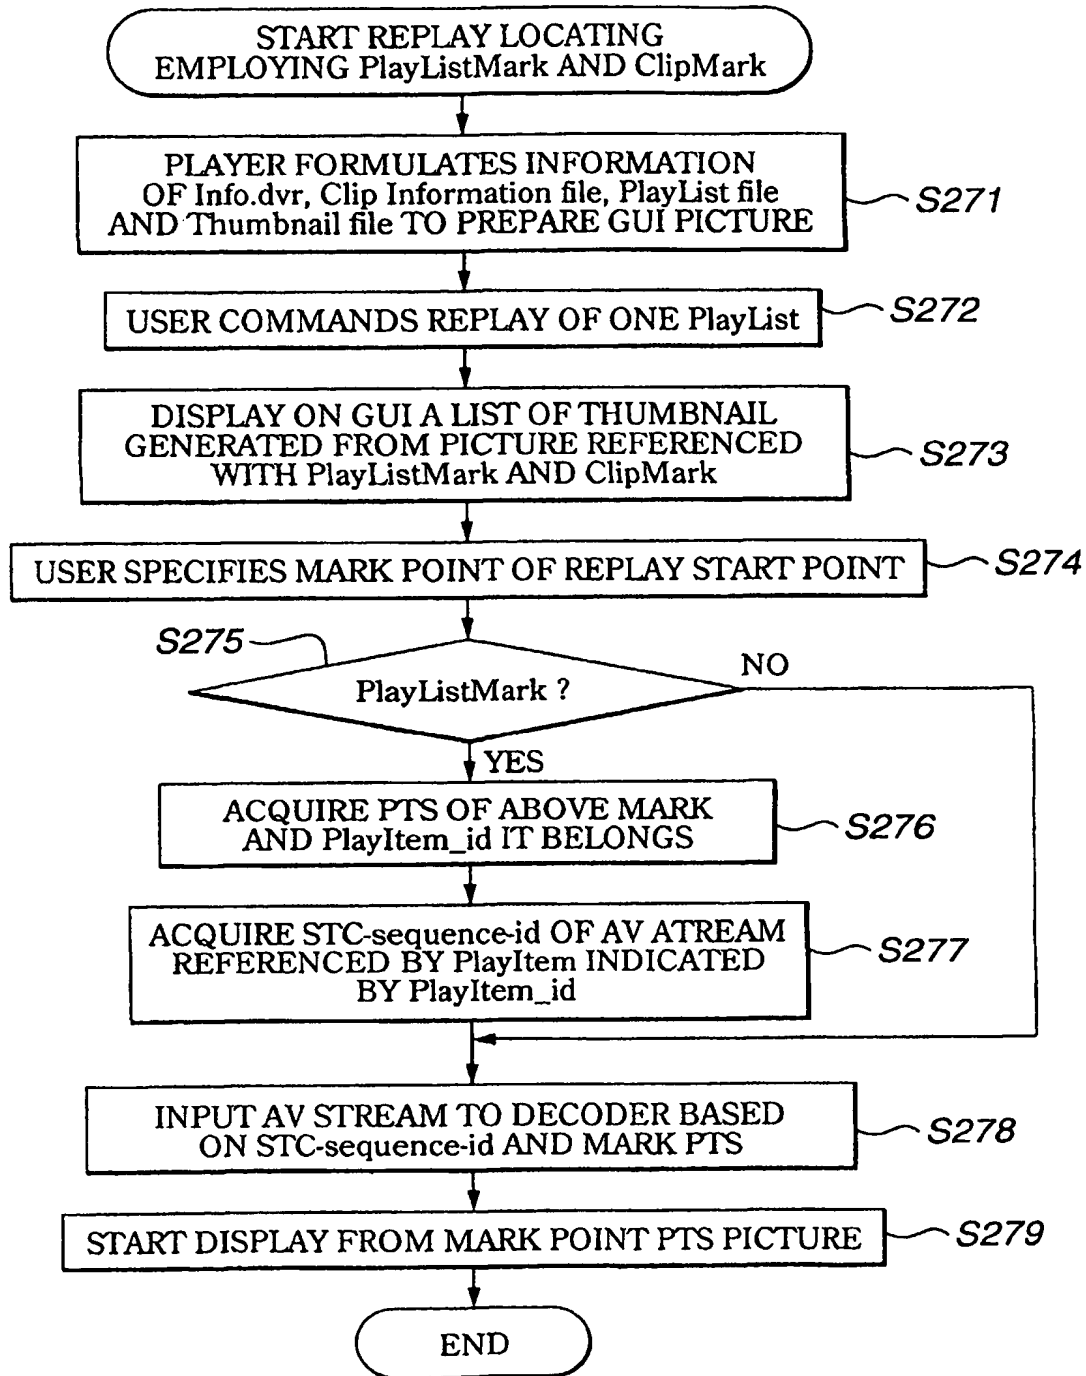 START REPLAY LOCATING
EMPLOYING PlayListMark AND ClipMark
PLAYER FORMULATES INFORMATION
OF Info.dvr, Clip Information file, PlayList file
AND Thumbnail file TO PREPARE GUI PICTURE
S271
USER COMMANDS REPLAY OF ONE PlayList
S272
DISPLAY ON GUI A LIST OF THUMBNAIL
GENERATED FROM PICTURE REFERENCED
WITH PlayListMark AND ClipMark
S273
USER SPECIFIES MARK POINT OF REPLAY START POINT
S274
S275
PlayListMark ?
NO
YES
ACQUIRE PTS OF ABOVE MARK
AND PlayItem_id IT BELONGS
S276
ACQUIRE STC-sequence-id OF AV ATREAM
REFERENCED BY PlayItem INDICATED
BY PlayItem_id
S277
INPUT AV STREAM TO DECODER BASED
ON STC-sequence-id AND MARK PTS
S278
START DISPLAY FROM MARK POINT PTS PICTURE
S279
END